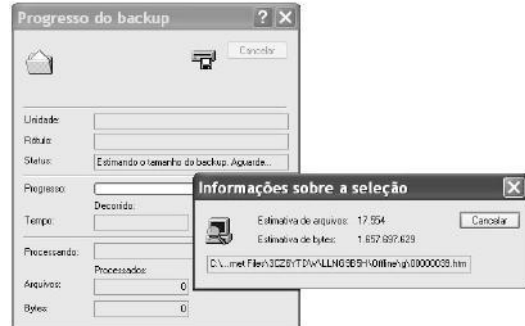 Progresso do backup
Cancelar
Unidade:
Rótulo:
Status: Estimando o tamanho do backup. Aguarde...
Progresso:
Decorrido:
Tempo:
Processando:
Processados:
Arquivos: 0
Bytes: 0
Informações sobre a seleção
Estimativa de arquivos: 17.554
Cancelar
Estimativa de bytes: 1.657.697.629